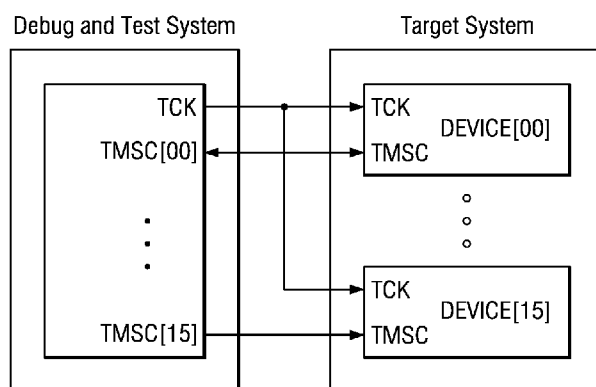 Debug and Test System
Target System
TCK
TMSC[00]
TMSC[15]
TCK
DEVICE[00]
TMSC
TCK
DEVICE[15]
TMSC